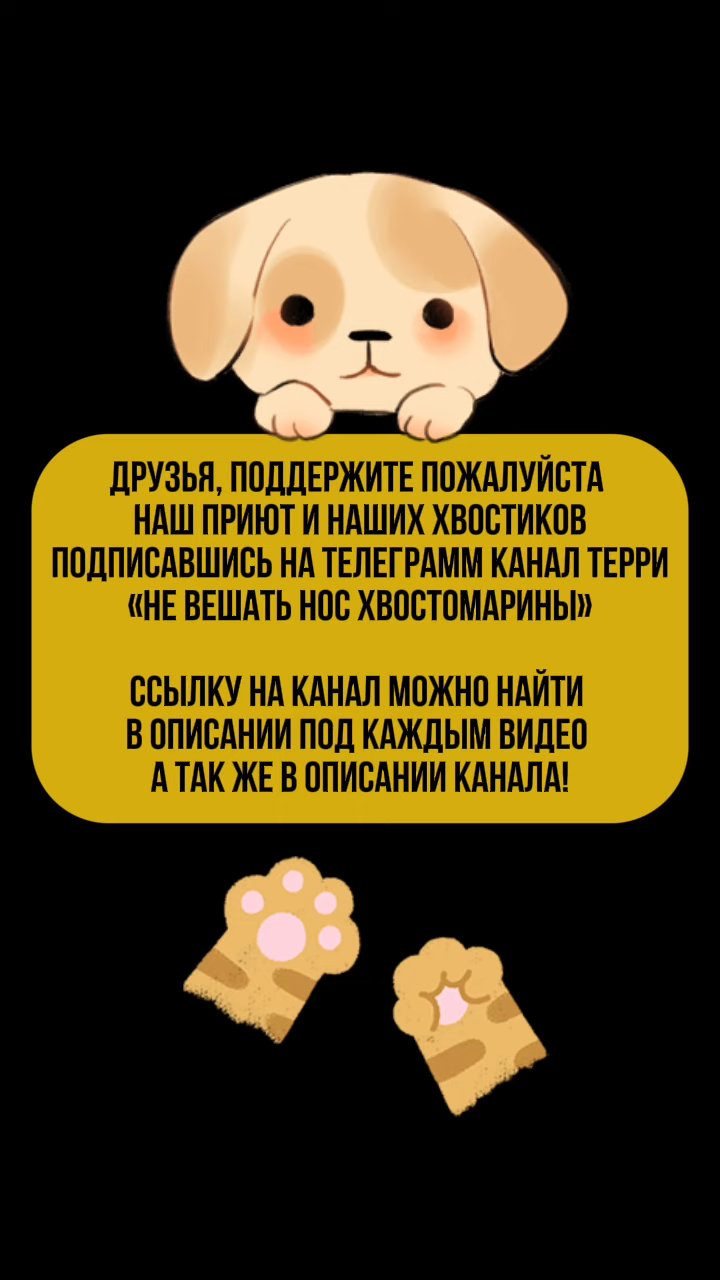 ДРУЗЬЯ, ПОДДЕРЖИТЕ ПОЖАЛУЙСТА
НАШ ПРИЮТ И НАШИХ ХВОСТИКОВ
ПОДПИСАВШИСЬ НА ТЕЛЕГРАММ КАНАЛ ТЕРРИ
«НЕ ВЕШАТЬ НОС ХВОСТОМАРИНЫ»
ССЫЛКУ НА КАНАЛ МОЖНО НАЙТИ
В ОПИСАНИИ ПОД КАЖДЫМ ВИДЕО
А ТАК ЖЕ В ОПИСАНИИ КАНАЛА!